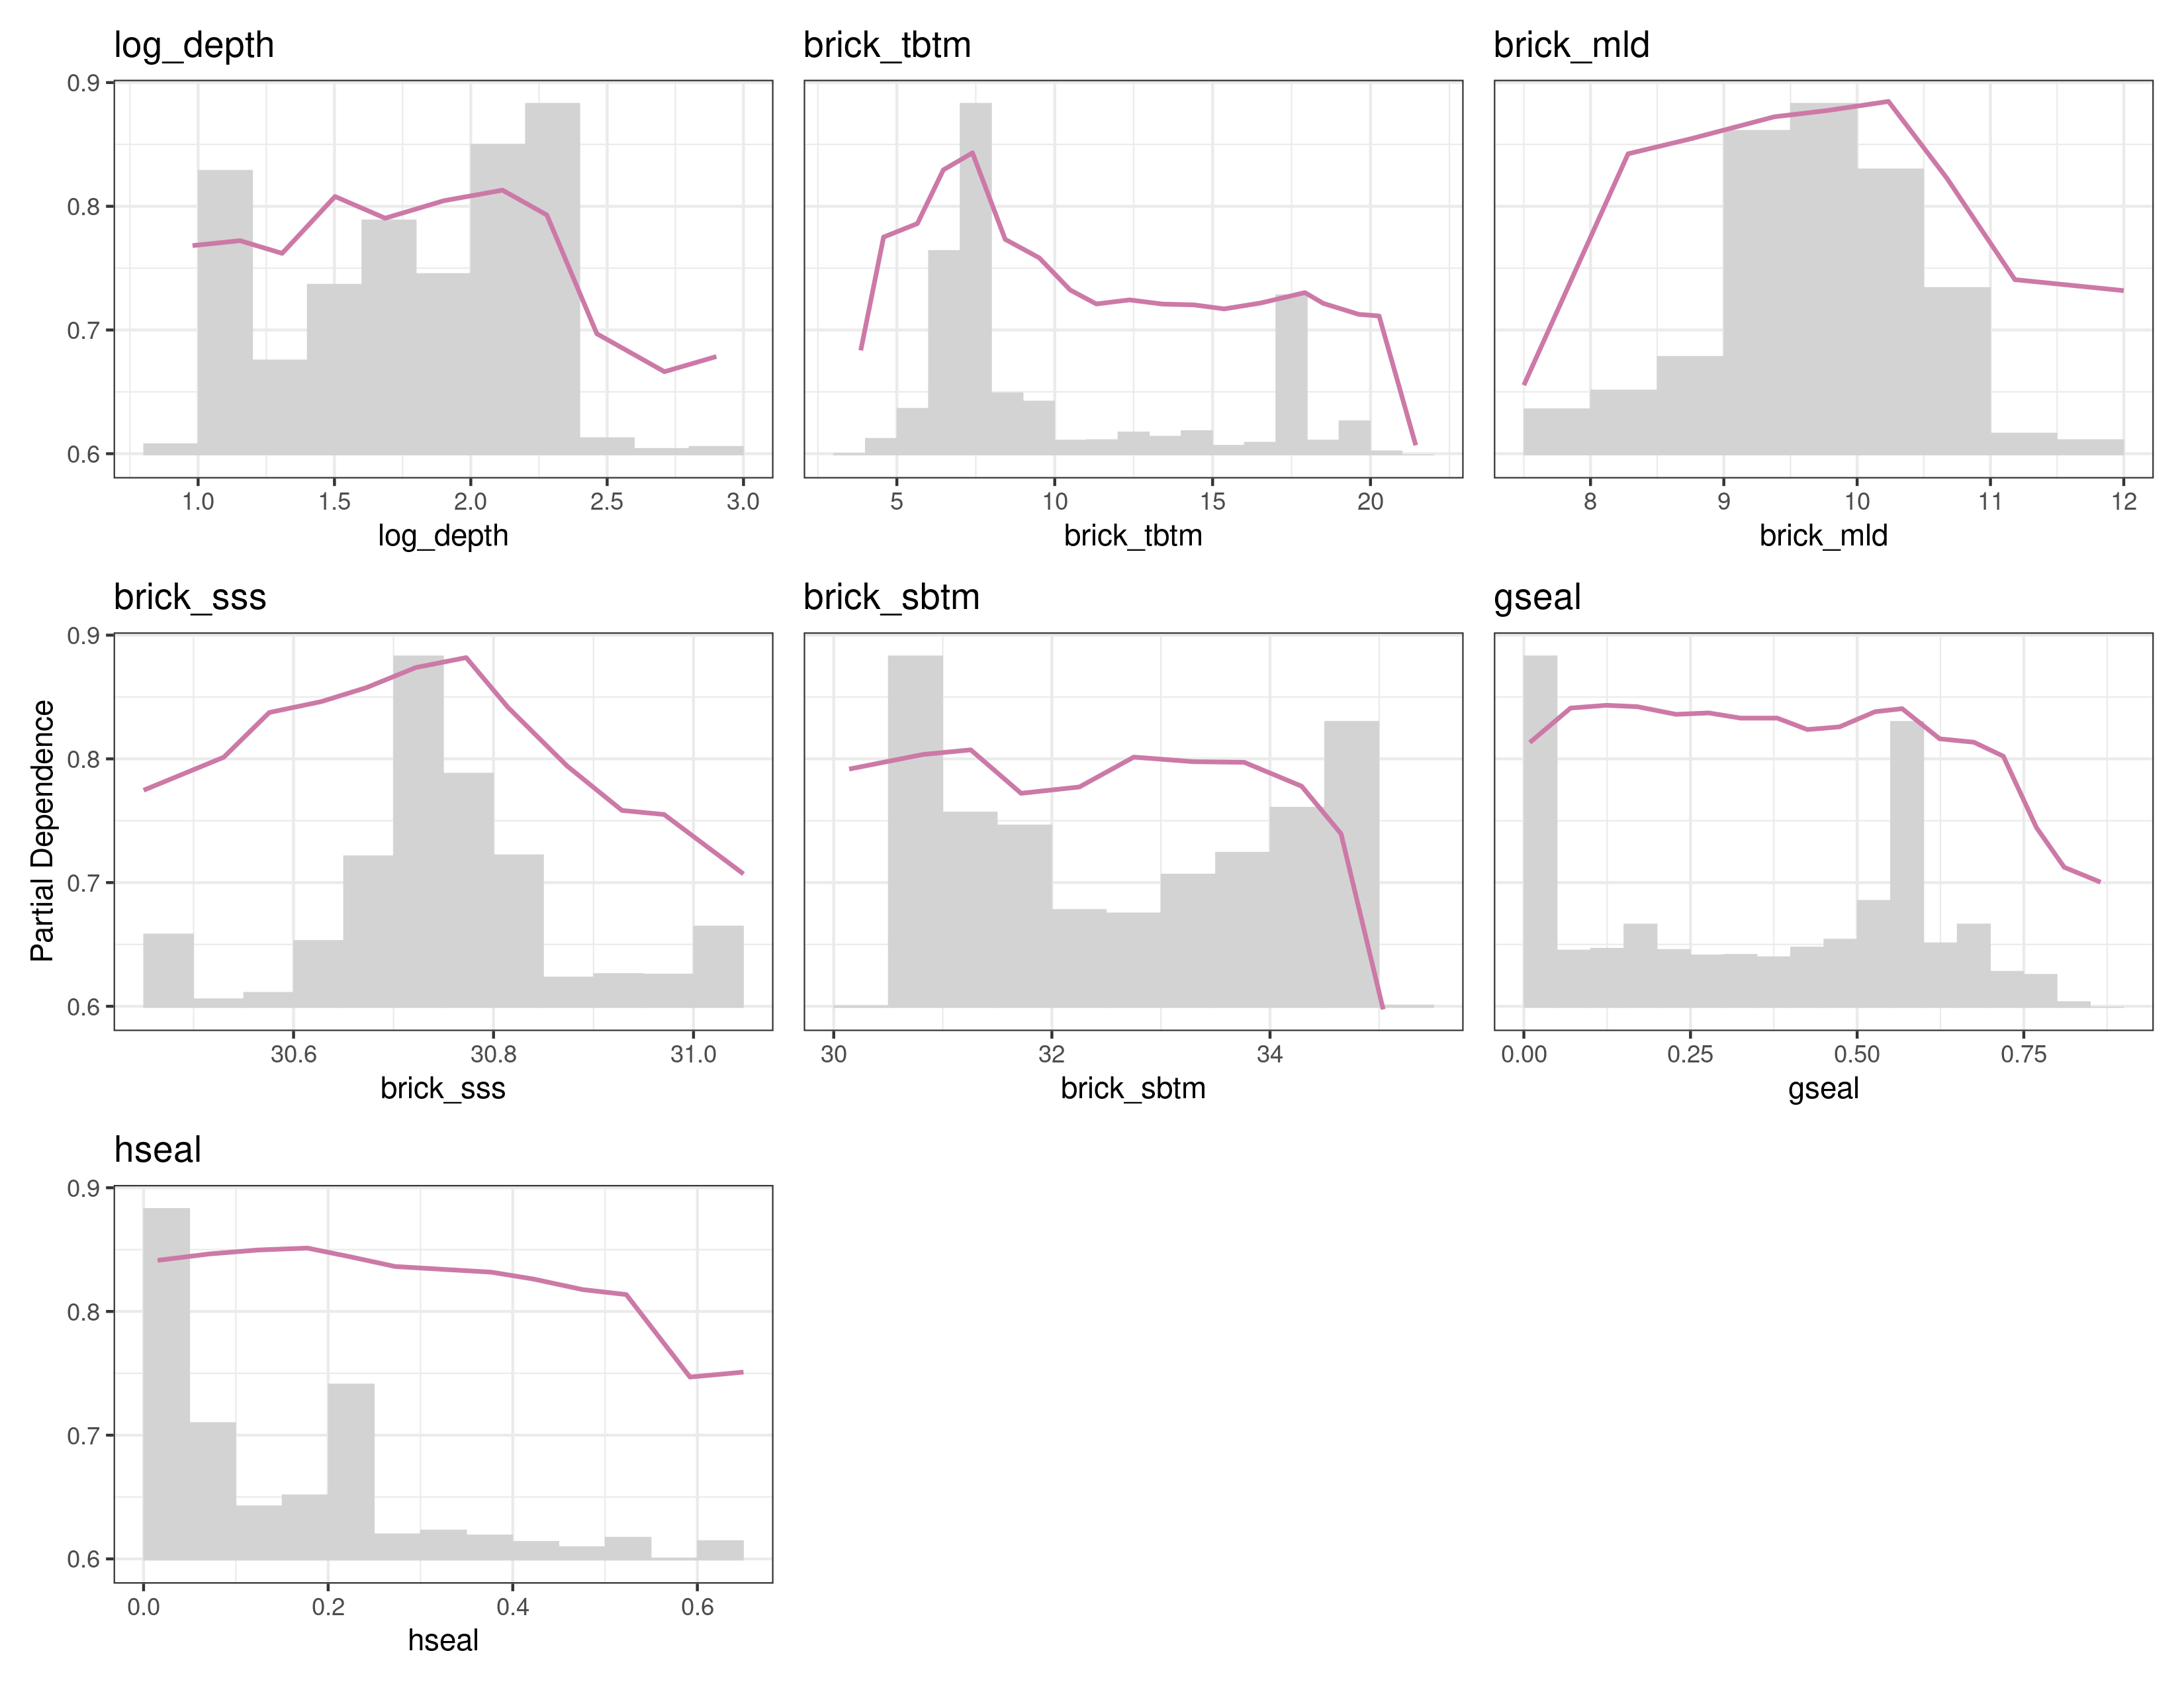 log_depth
brick_tbtm
brick_mld
0.9
0.8
0.7
0.6
1.0 1.5 2.0 2.5 3.0
5 10 15 20
8 9 10 11 12
log_depth
brick_tbtm
brick_mld
brick_sss
brick_sbtm
gseal
Partial Dependence
0.9
0.8
0.7
0.6
30.6 30.8 31.0
30 32 34
0.00 0.25 0.50 0.75
brick_sss
brick_sbtm
gseal
hseal
0.9
0.8
0.7
0.6
0.0 0.2 0.4 0.6
hseal